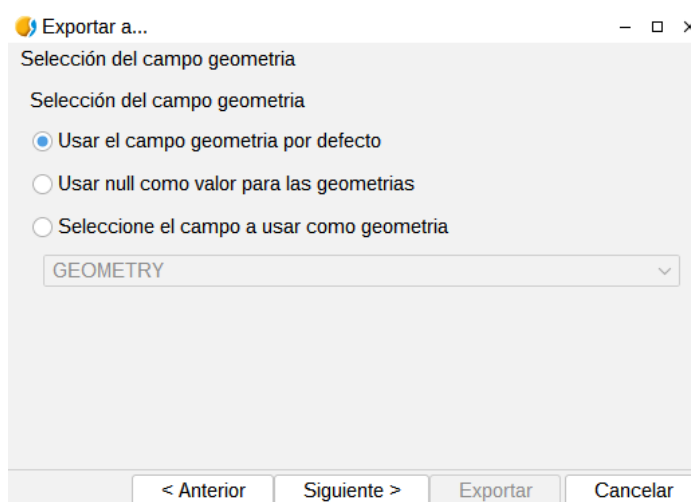 Exportar a...
Selección del campo geometria
Selección del campo geometria
Usar el campo geometria por defecto
Usar null como valor para las geometrias
Seleccione el campo a usar como geometria
GEOMETRY
< Anterior Siguiente > Exportar Cancelar